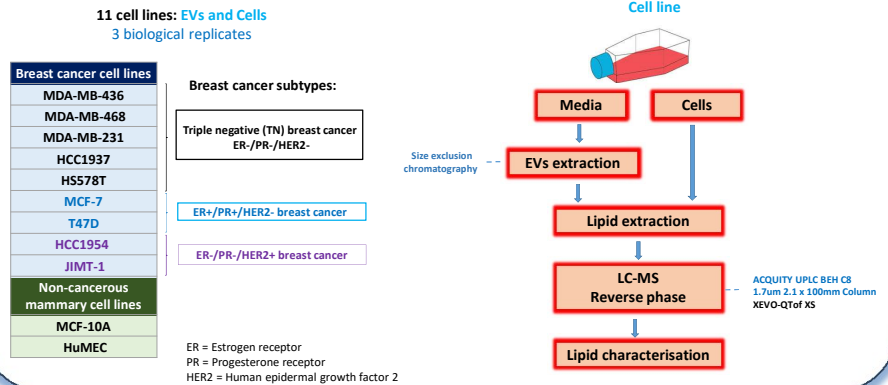 11 cell lines: EVs and Cells
3 biological replicates
Breast cancer cell lines
MDA-MB-436
MDA-MB-468
MDA-MB-231
HCC1937
HS578T
MCF-7
T47D
HCC1954
JIMT-1
Non-cancerous
mammary cell lines
MCF-10A
HuMEC
Breast cancer subtypes:
Triple negative (TN) breast cancer
ER-/PR-/HER2-
ER+/PR+/HER2- breast cancer
ER-/PR-/HER2+ breast cancer
ER = Estrogen receptor
PR = Progesterone receptor
HER2 = Human epidermal growth factor 2
Cell line
Media
Cells
Size exclusion
chromatography
EVs extraction
Lipid extraction
LC-MS
Reverse phase
ACQUITY UPLC BEH C8
1.7um 2.1 x 100mm Column
XEVO-QTof XS
Lipid characterisation